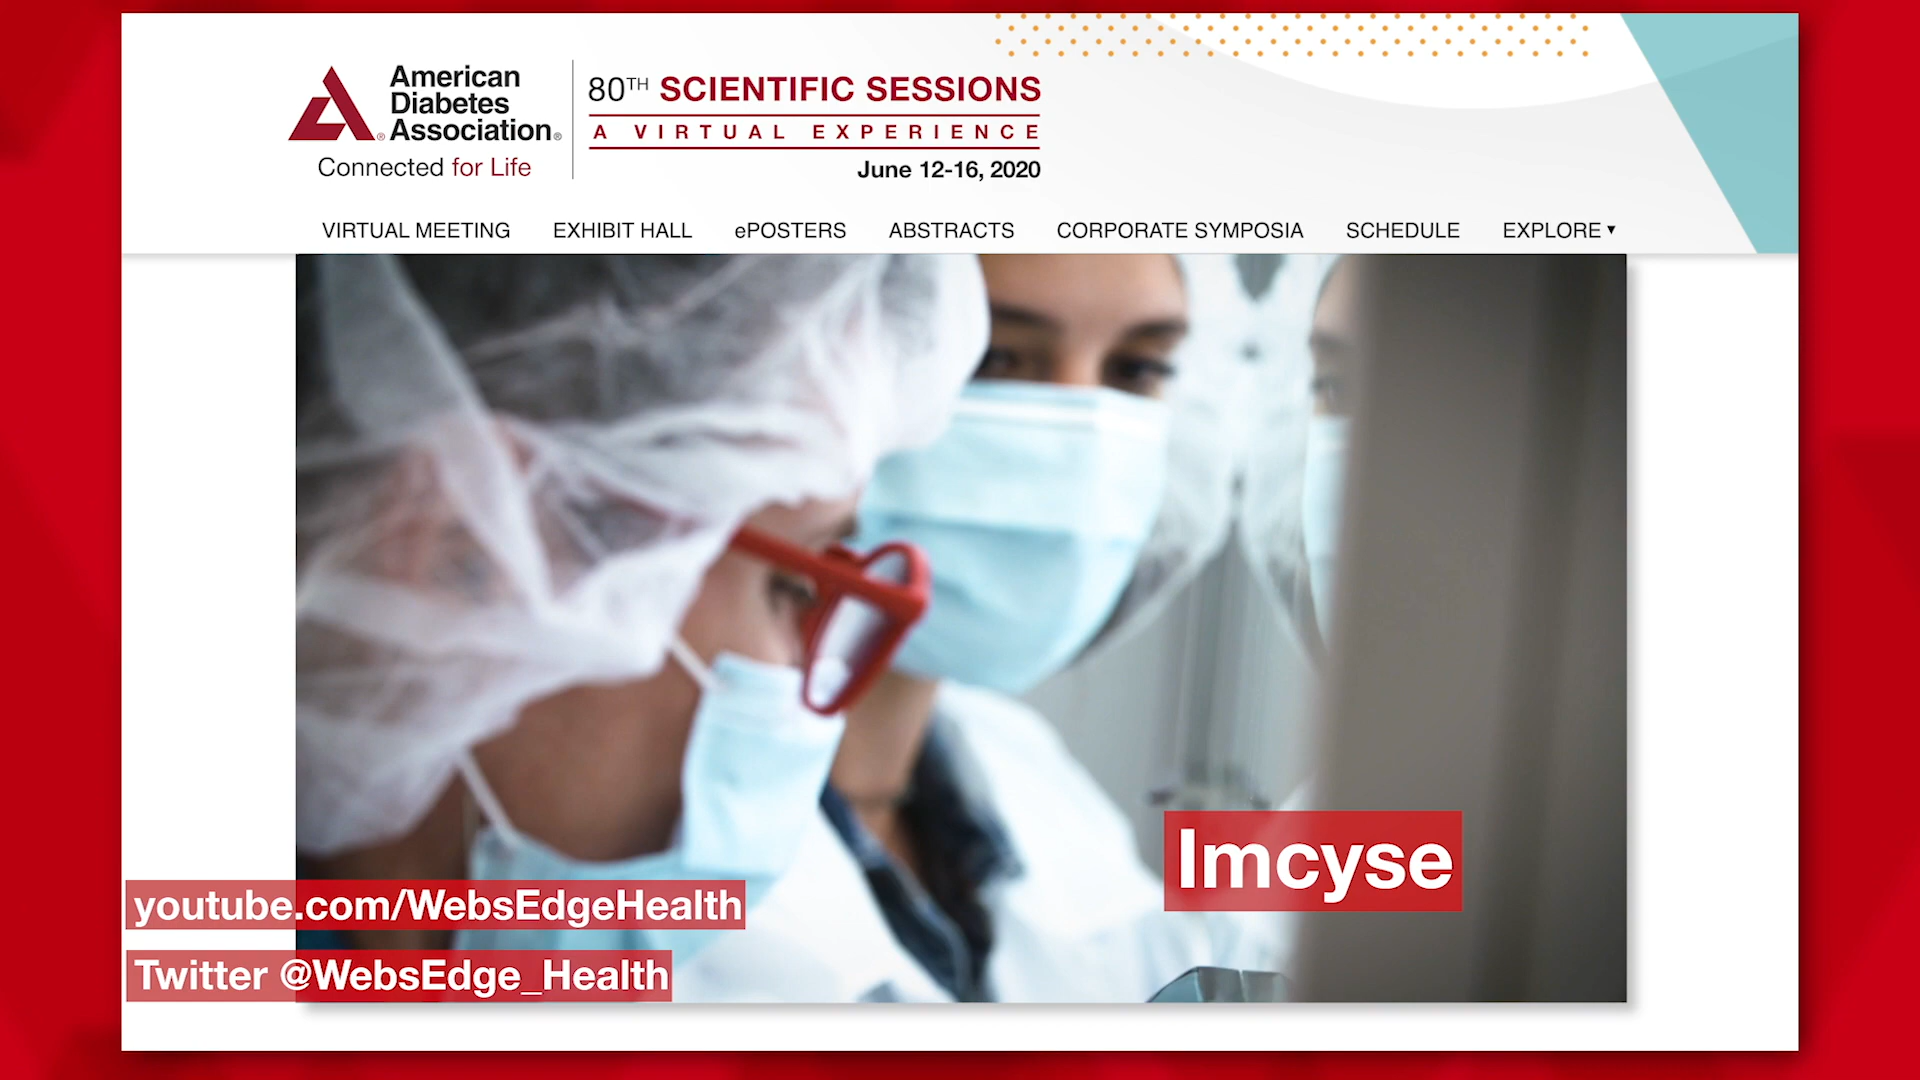 American
Diabetes
Association®
Connected for Life
80TH SCIENTIFIC SESSIONS
A VIRTUAL EXPERIENCE
June 12-16, 2020
VIRTUAL MEETING EXHIBIT HALL ePOSTERS ABSTRACTS CORPORATE SYMPOSIA SCHEDULE EXPLORE ▼
Imcyse
youtube.com/WebsEdgeHealth
Twitter @WebsEdge_Health